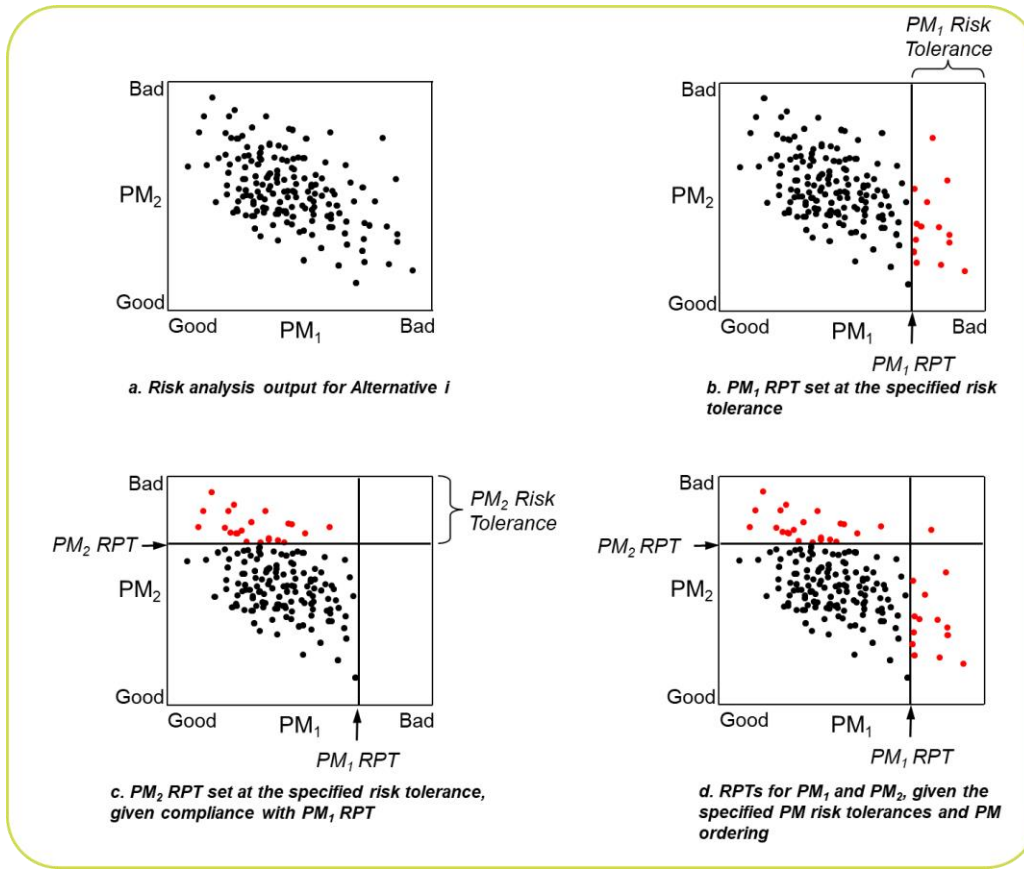 PM₁ Risk
Tolerance
Bad
PM₂
Good
Good PM₁ Bad
a. Risk analysis output for Alternative i
Bad
PM₂
Good
Good Bad
PM₁ RPT
b. PM₁ RPT set at the specified risk
tolerance
Bad
PM₂ RPT
PM₂
Good
Good PM₁ Bad
PM₁ RPT
PM₂ Risk
Tolerance
c. PM₂ RPT set at the specified risk tolerance,
given compliance with PM₁ RPT
Bad
PM₂ RPT
PM₂
Good
Good PM₁ Bad
PM₁ RPT
d. RPTs for PM₁ and PM₂, given the
specified PM risk tolerances and PM
ordering